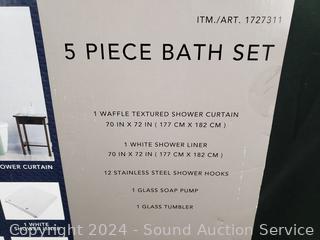 ITM./ART. 1727311
5 PIECE BATH SET
1 WAFFLE TEXTURED SHOWER CURTAIN
70 IN X 72 IN ( 177 CM X 182 CM )
1 WHITE SHOWER LINER
70 IN X 72 IN ( 177 CM X 182 CM )
12 STAINLESS STEEL SHOWER HOOKS
1 GLASS SOAP PUMP
1 GLASS TUMBLER
OWER CURTAIN
1 WHITE
SHOWER LINER
Copyright 2024 - Sound Auction Service